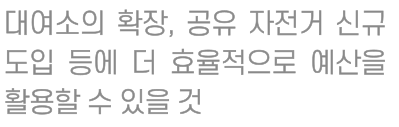 대여소의 확장, 공유 자전거 신규
도입 등에 더 효율적으로 예산을
활용할 수 있을 것